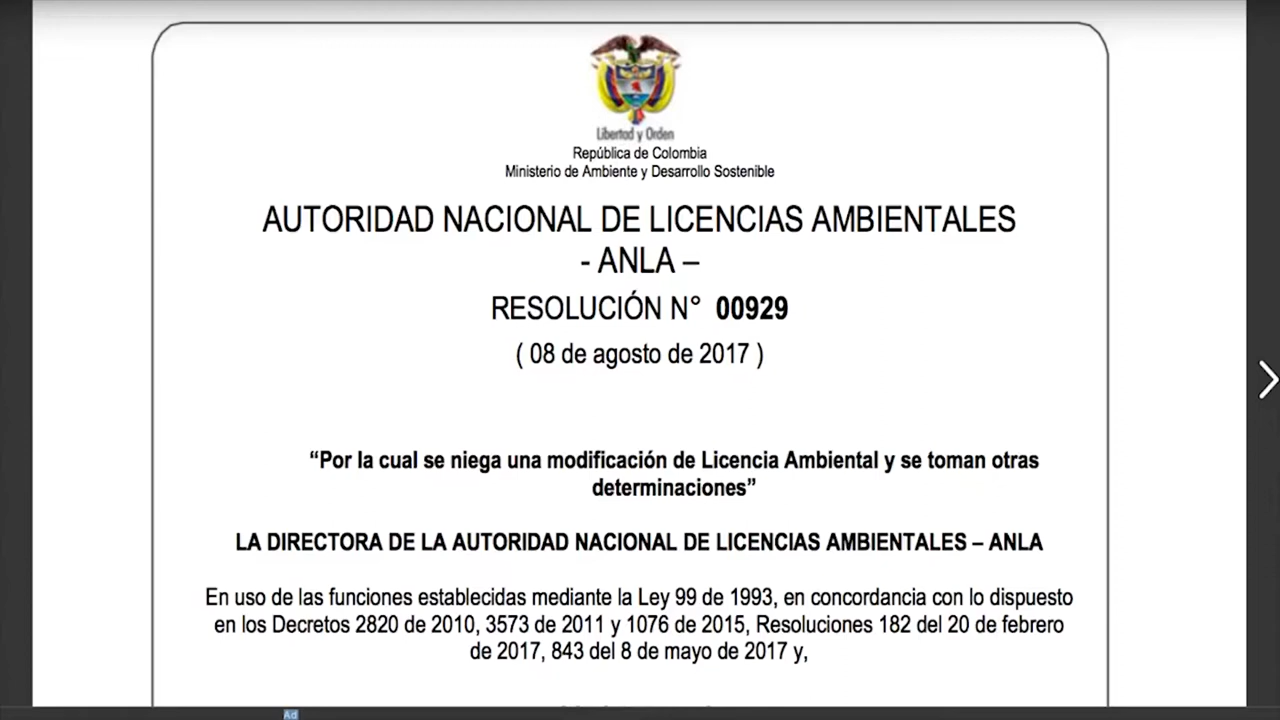 Libertad y Orden
República de Colombia
Ministerio de Ambiente y Desarrollo Sostenible
AUTORIDAD NACIONAL DE LICENCIAS AMBIENTALES
- ANLA –
RESOLUCIÓN N° 00929
( 08 de agosto de 2017 )
“Por la cual se niega una modificación de Licencia Ambiental y se toman otras
determinaciones”
LA DIRECTORA DE LA AUTORIDAD NACIONAL DE LICENCIAS AMBIENTALES – ANLA
En uso de las funciones establecidas mediante la Ley 99 de 1993, en concordancia con lo dispuesto
en los Decretos 2820 de 2010, 3573 de 2011 y 1076 de 2015, Resoluciones 182 del 20 de febrero
de 2017, 843 del 8 de mayo de 2017 y,
Ad